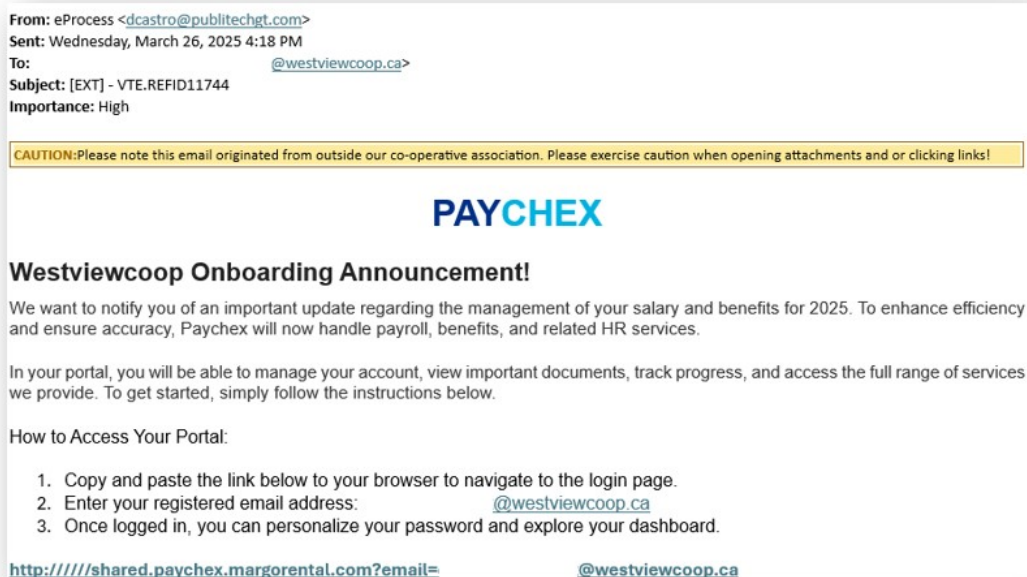 From: eProcess <dcastro@publitechgt.com>
Sent: Wednesday, March 26, 2025 4:18 PM
To: @westviewcoop.ca>
Subject: [EXT] - VTE.REFID11744
Importance: High
CAUTION:Please note this email originated from outside our co-operative association. Please exercise caution when opening attachments and or clicking links!
PAYCHEX
Westviewcoop Onboarding Announcement!
We want to notify you of an important update regarding the management of your salary and benefits for 2025. To enhance efficiency
and ensure accuracy, Paychex will now handle payroll, benefits, and related HR services.
In your portal, you will be able to manage your account, view important documents, track progress, and access the full range of services
we provide. To get started, simply follow the instructions below.
How to Access Your Portal:
1. Copy and paste the link below to your browser to navigate to the login page.
2. Enter your registered email address: @westviewcoop.ca
3. Once logged in, you can personalize your password and explore your dashboard.
http://////shared.paychex.margorental.com?email= @westviewcoop.ca